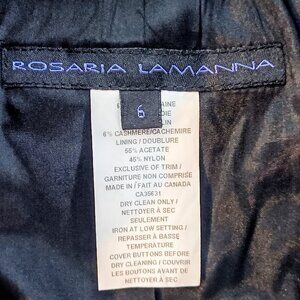 ROSARIA LAMANNA
6
6% CASHMERE/CACHEMIRE
LINING / DOUBLURE
55% ACETATE
45% NYLON
EXCLUSIVE OF TRIM /
GARNITURE NON COMPRISE
MADE IN / FAIT AU CANADA
CA35631
DRY CLEAN ONLY /
NETTOYER À SEC
SEULEMENT
IRON AT LOW SETTING /
REPASSER À BASSE
TEMPERATURE
COVER BUTTONS BEFORE
DRY CLEANING / COUVRIR
LES BOUTONS AVANT DE
NETTOYER À SEC